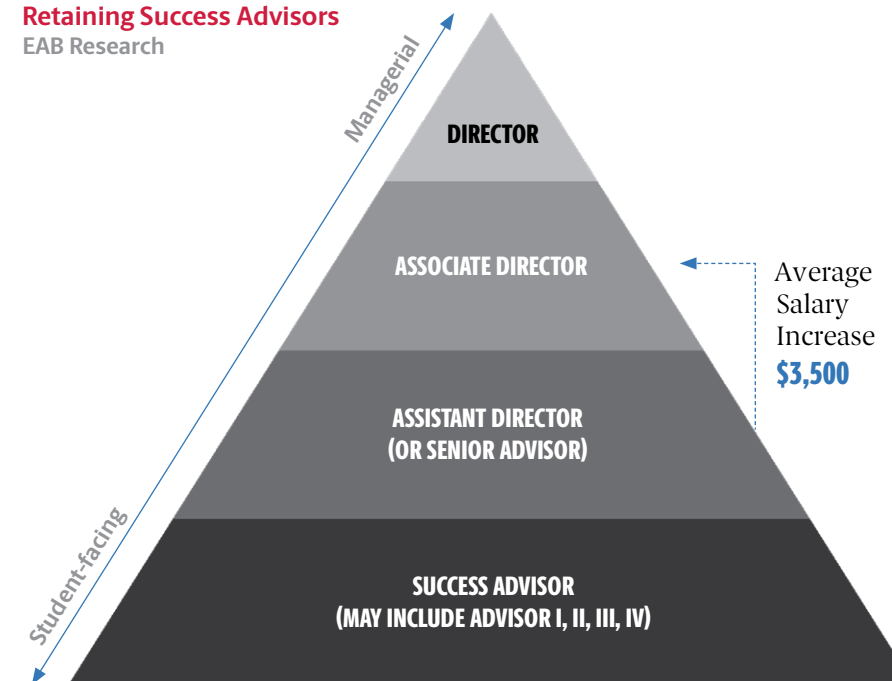 Retaining Success Advisors
EAB Research
Managerial
DIRECTOR
ASSOCIATE DIRECTOR
Average
Salary
Increase
$3,500
ASSISTANT DIRECTOR
(OR SENIOR ADVISOR)
Student-facing
SUCCESS ADVISOR
(MAY INCLUDE ADVISOR I, II, III, IV)